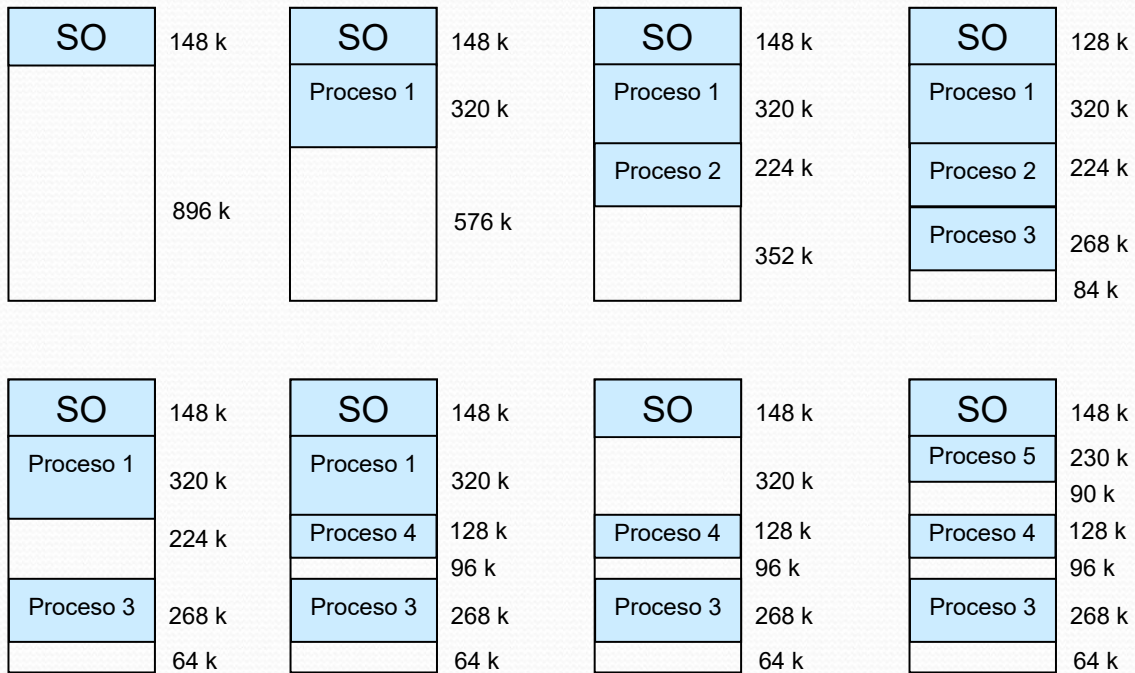 SO
148 k
896 k
SO
148 k
Proceso 1
320 k
576 k
SO
148 k
Proceso 1
320 k
Proceso 2
224 k
352 k
SO
128 k
Proceso 1
320 k
Proceso 2
224 k
Proceso 3
268 k
84 k
SO
148 k
Proceso 1
320 k
224 k
Proceso 3
268 k
64 k
SO
148 k
Proceso 1
320 k
Proceso 4
128 k
96 k
Proceso 3
268 k
64 k
SO
148 k
320 k
Proceso 4
128 k
96 k
Proceso 3
268 k
64 k
SO
148 k
Proceso 5
230 k
90 k
Proceso 4
128 k
96 k
Proceso 3
268 k
64 k